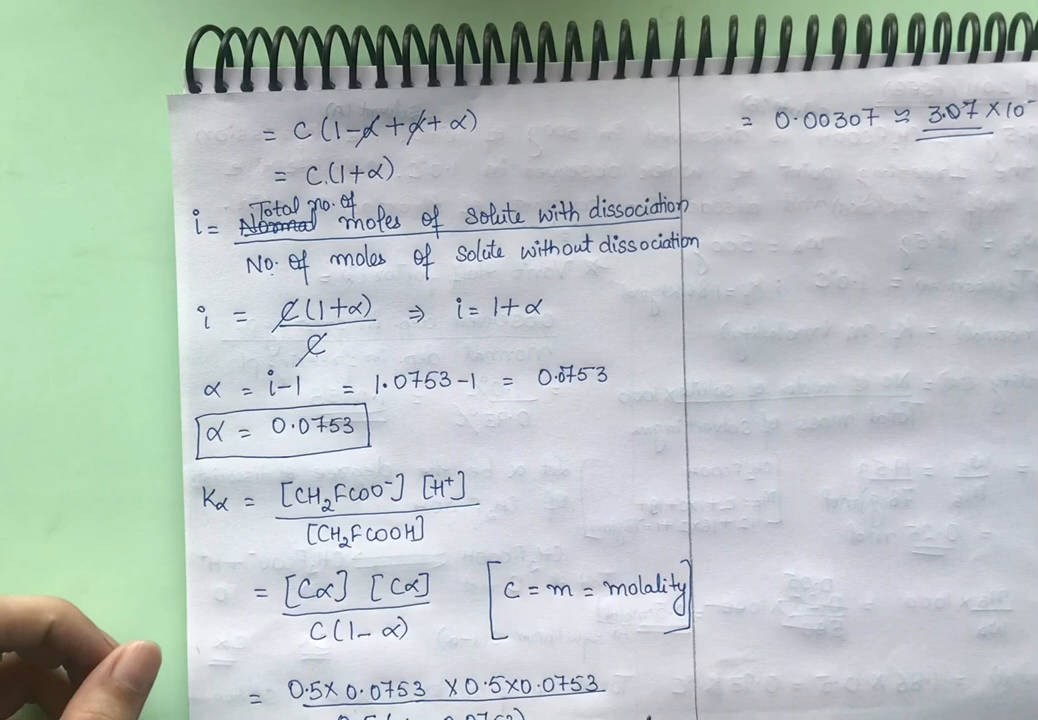 = C (1-α+α+α)
= C.(1+α)
i = Total no. of Normal moles of solute with dissociation
No. of moles of solute without dissociation
i = C(1+α) / C ⇒ i = 1+α
α = i-1 = 1.0753-1 = 0.0753
α = 0.0753
Kα = [CH₂FCOO⁻] [H⁺]
[CH₂FCOOH]
= [Cα] [Cα] [C = m = molality]
C(1-α)
= 0.5 X 0.0753 X 0.5 X 0.0753
= 0.00307 ≈ 3.07 X 10⁻